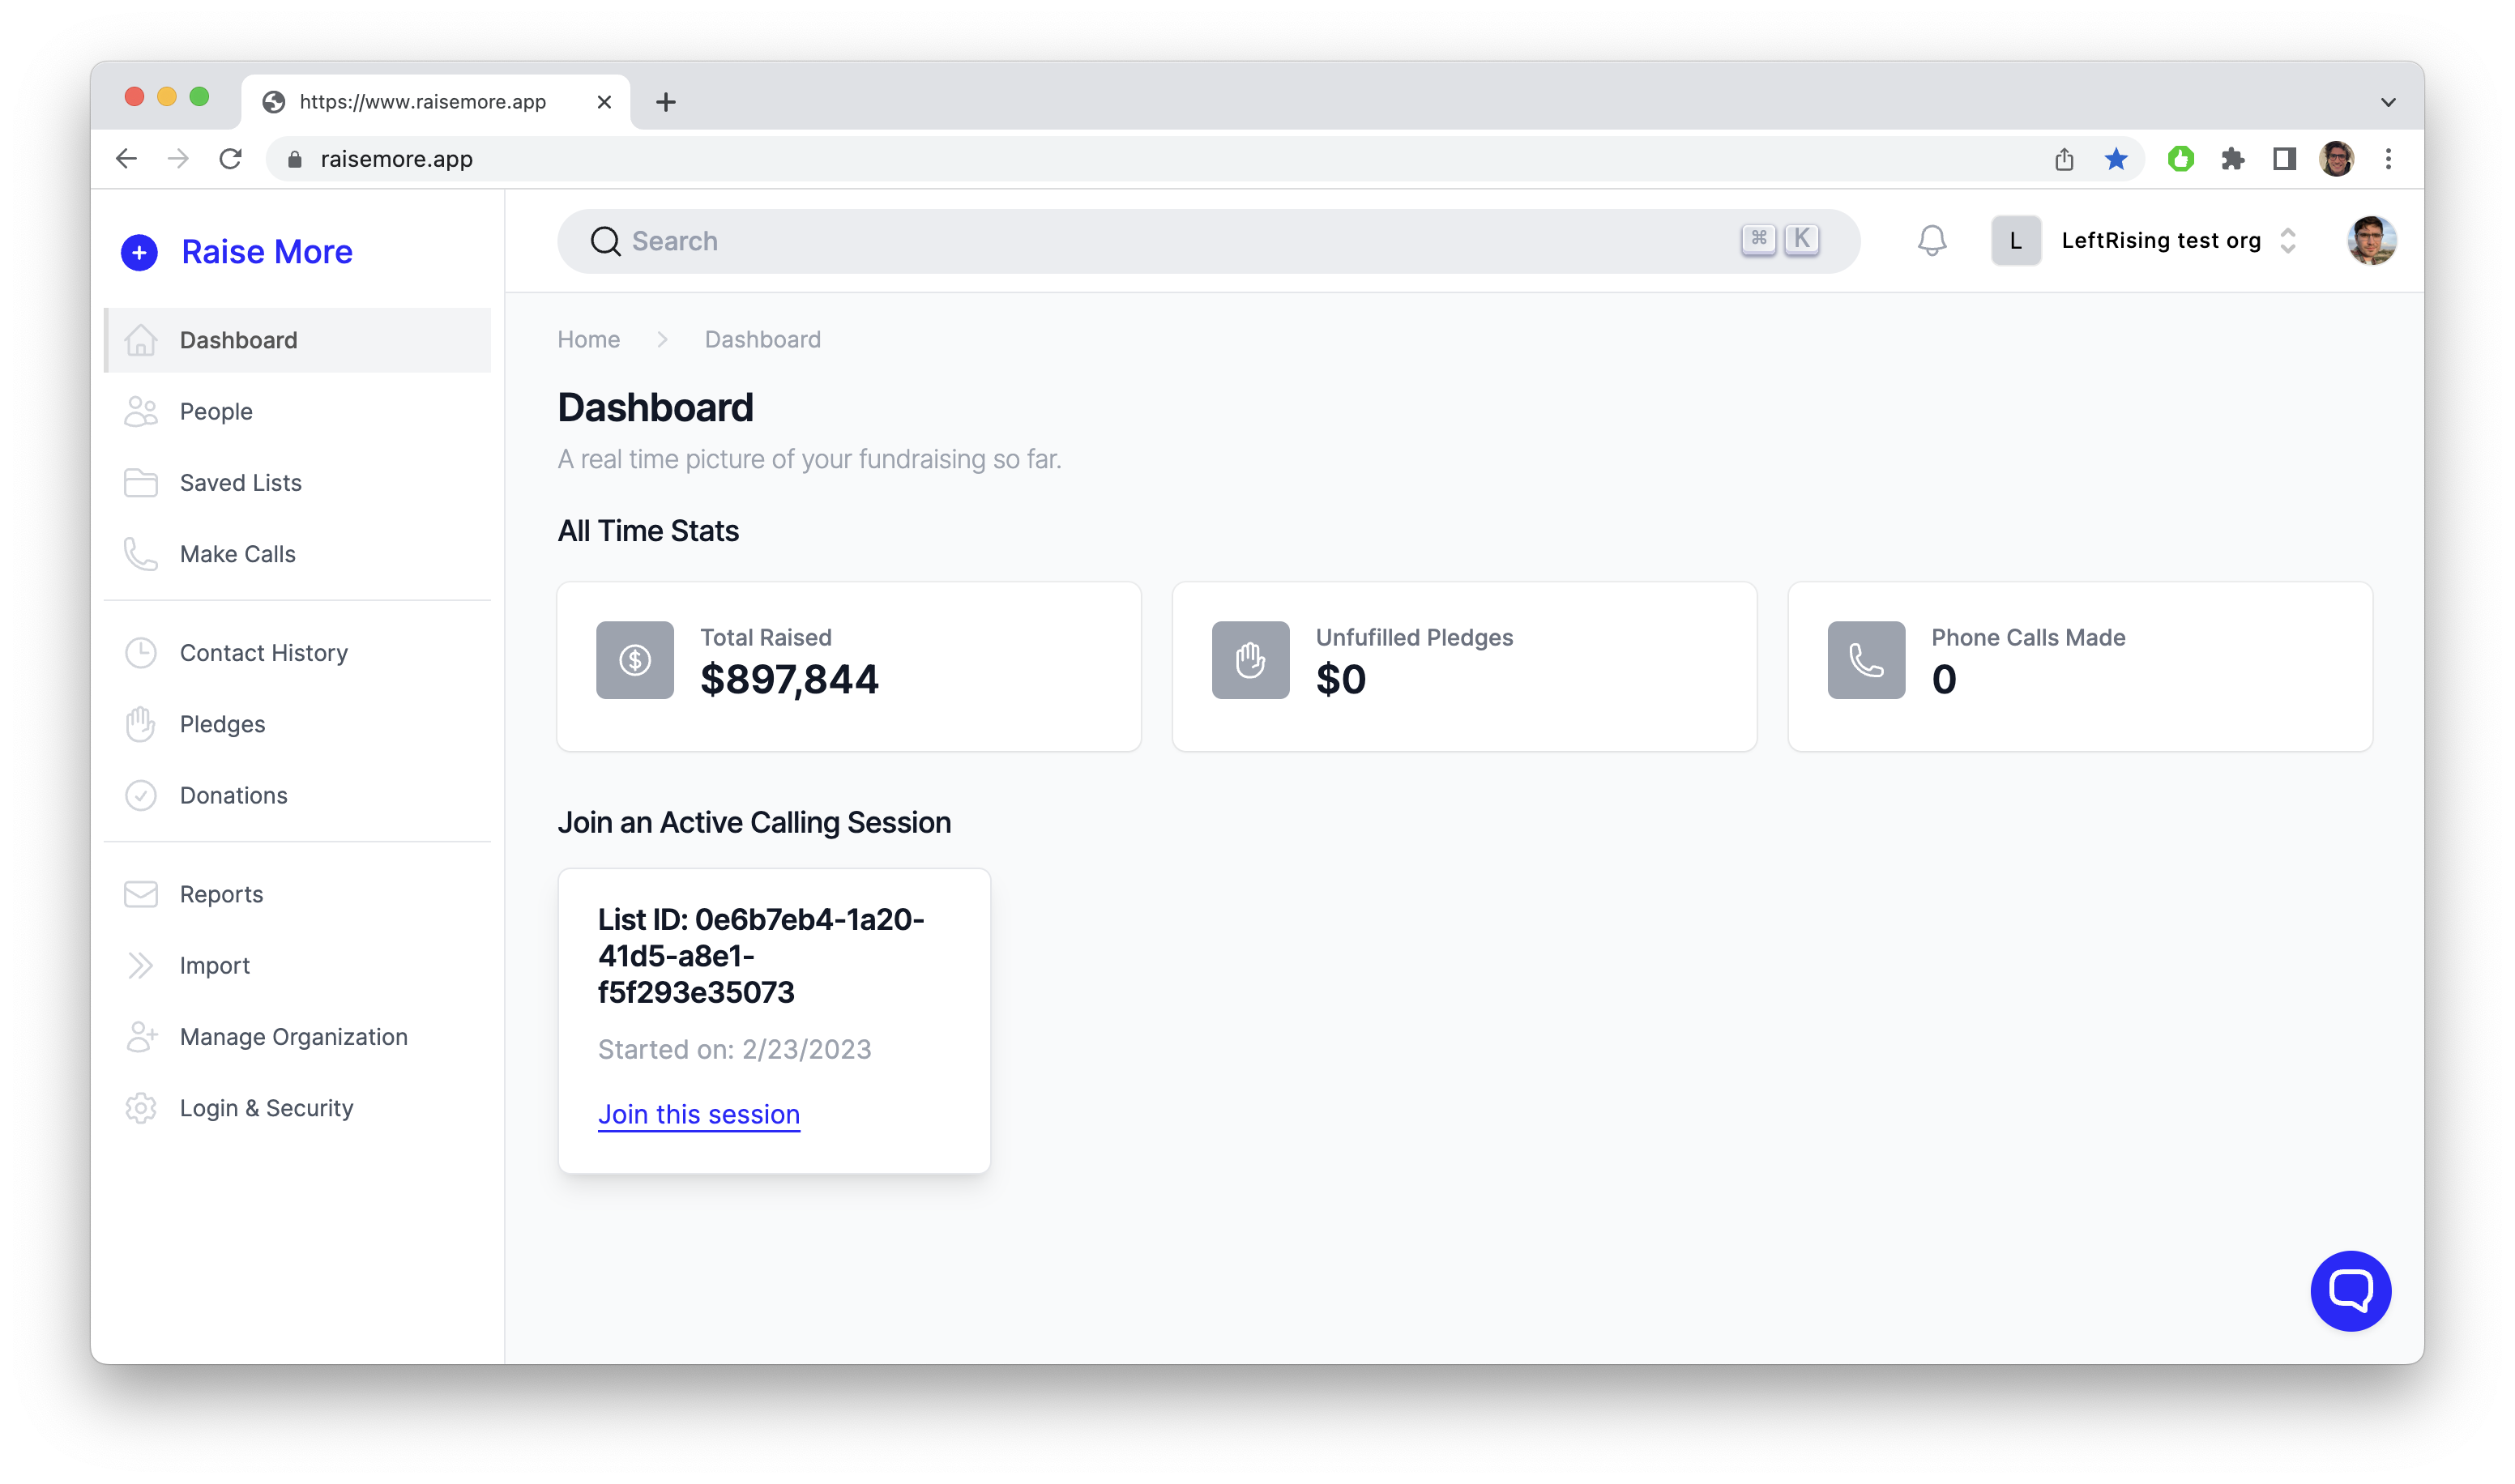 https://www.raisemore.app
raisemore.app
Raise More
Search
⌘ K
L
LeftRising test org
Dashboard
People
Saved Lists
Make Calls
Contact History
Pledges
Donations
Reports
Import
Manage Organization
Login & Security
Home
Dashboard
Dashboard
A real time picture of your fundraising so far.
All Time Stats
Total Raised
$897,844
Unfufilled Pledges
$0
Phone Calls Made
0
Join an Active Calling Session
List ID: 0e6b7eb4-1a20-
41d5-a8e1-
f5f293e35073
Started on: 2/23/2023
Join this session